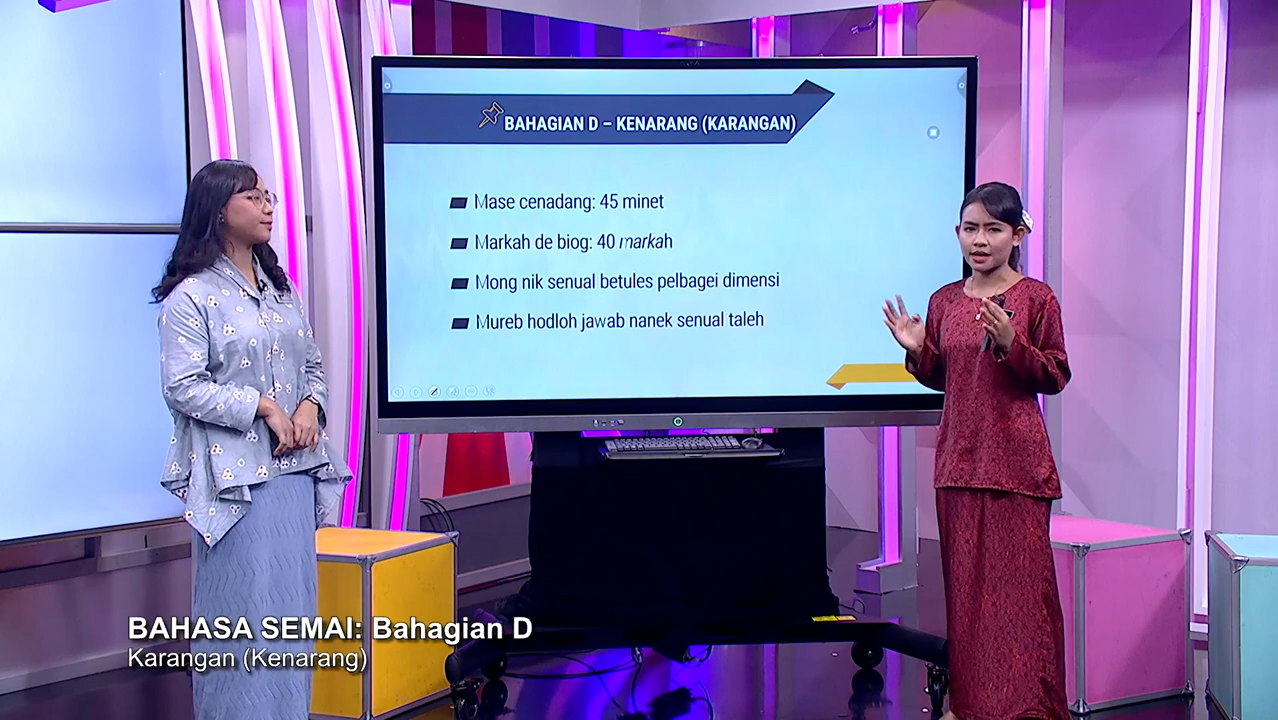 BAHAGIAN D – KENARANG (KARANGAN)
Mase cenadang: 45 minet
Markah de biog: 40 markah
Mong nik senual betules pelbagei dimensi
Mureb hodloh jawab nanek senual taleh
BAHASA SEMAI: Bahagian D
Karangan (Kenarang)